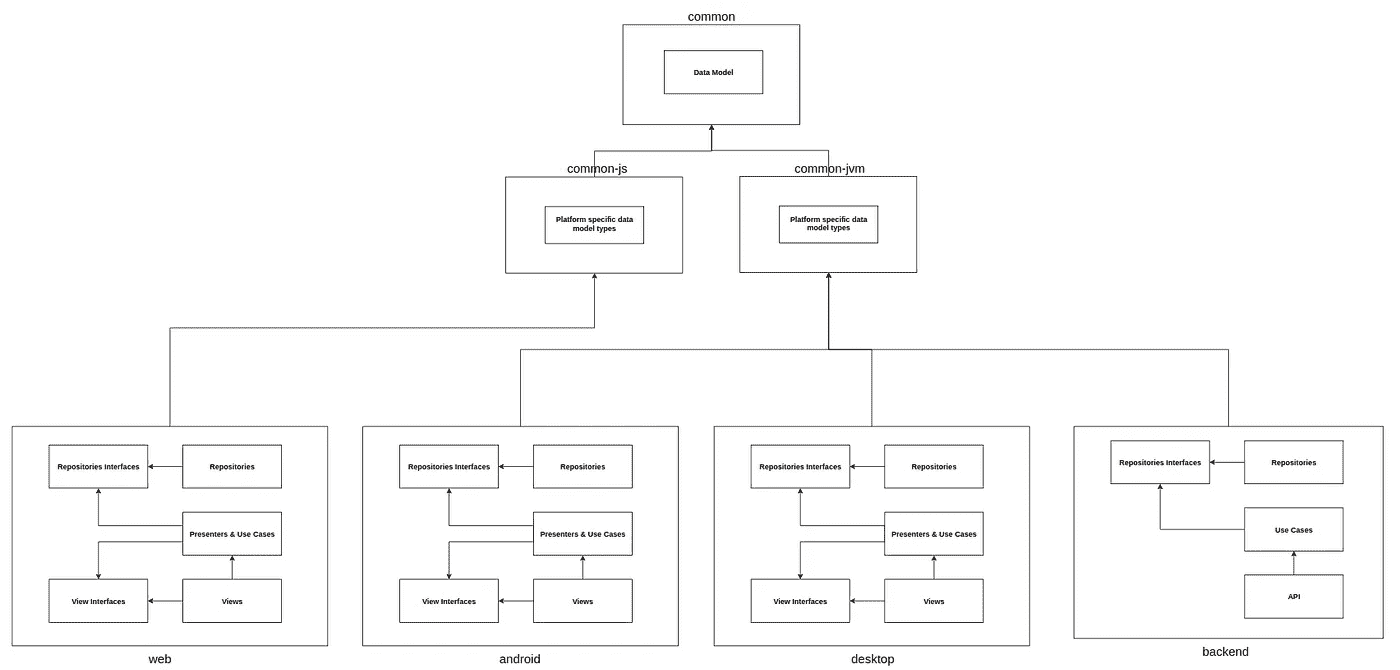 common
Data Model
common-js
common-jvm
Platform specific data
model types
Platform specific data
model types
Repositories Interfaces
Repositories
Presenters & Use Cases
View Interfaces
Views
web
Repositories Interfaces
Repositories
Presenters & Use Cases
View Interfaces
Views
android
Repositories Interfaces
Repositories
Presenters & Use Cases
View Interfaces
Views
desktop
Repositories Interfaces
Repositories
Use Cases
API
backend